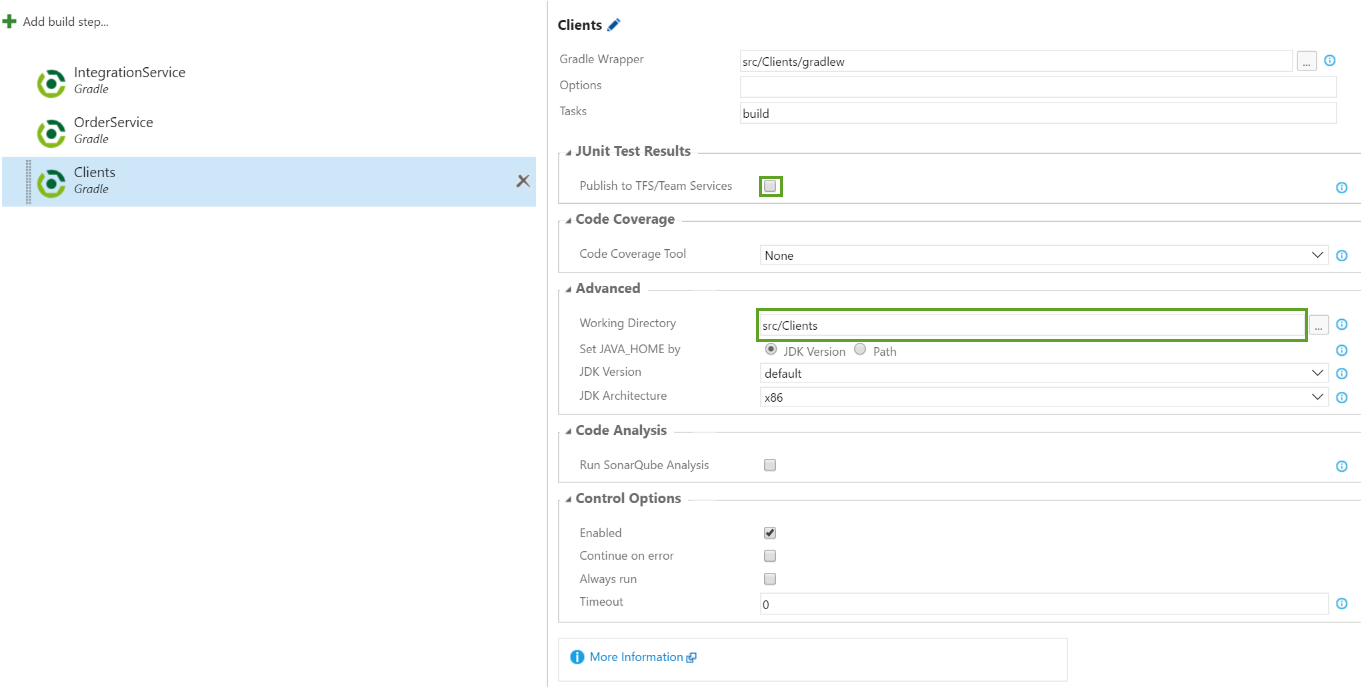 Add build step...
IntegrationService
Gradle
OrderService
Gradle
Clients
Gradle
Clients
Gradle Wrapper src/Clients/gradlew ...
Options
Tasks build
JUnit Test Results
Publish to TFS/Team Services
Code Coverage
Code Coverage Tool None
Advanced
Working Directory src/Clients ...
Set JAVA_HOME by JDK Version Path
JDK Version default
JDK Architecture x86
Code Analysis
Run SonarQube Analysis
Control Options
Enabled
Continue on error
Always run
Timeout 0
More Information